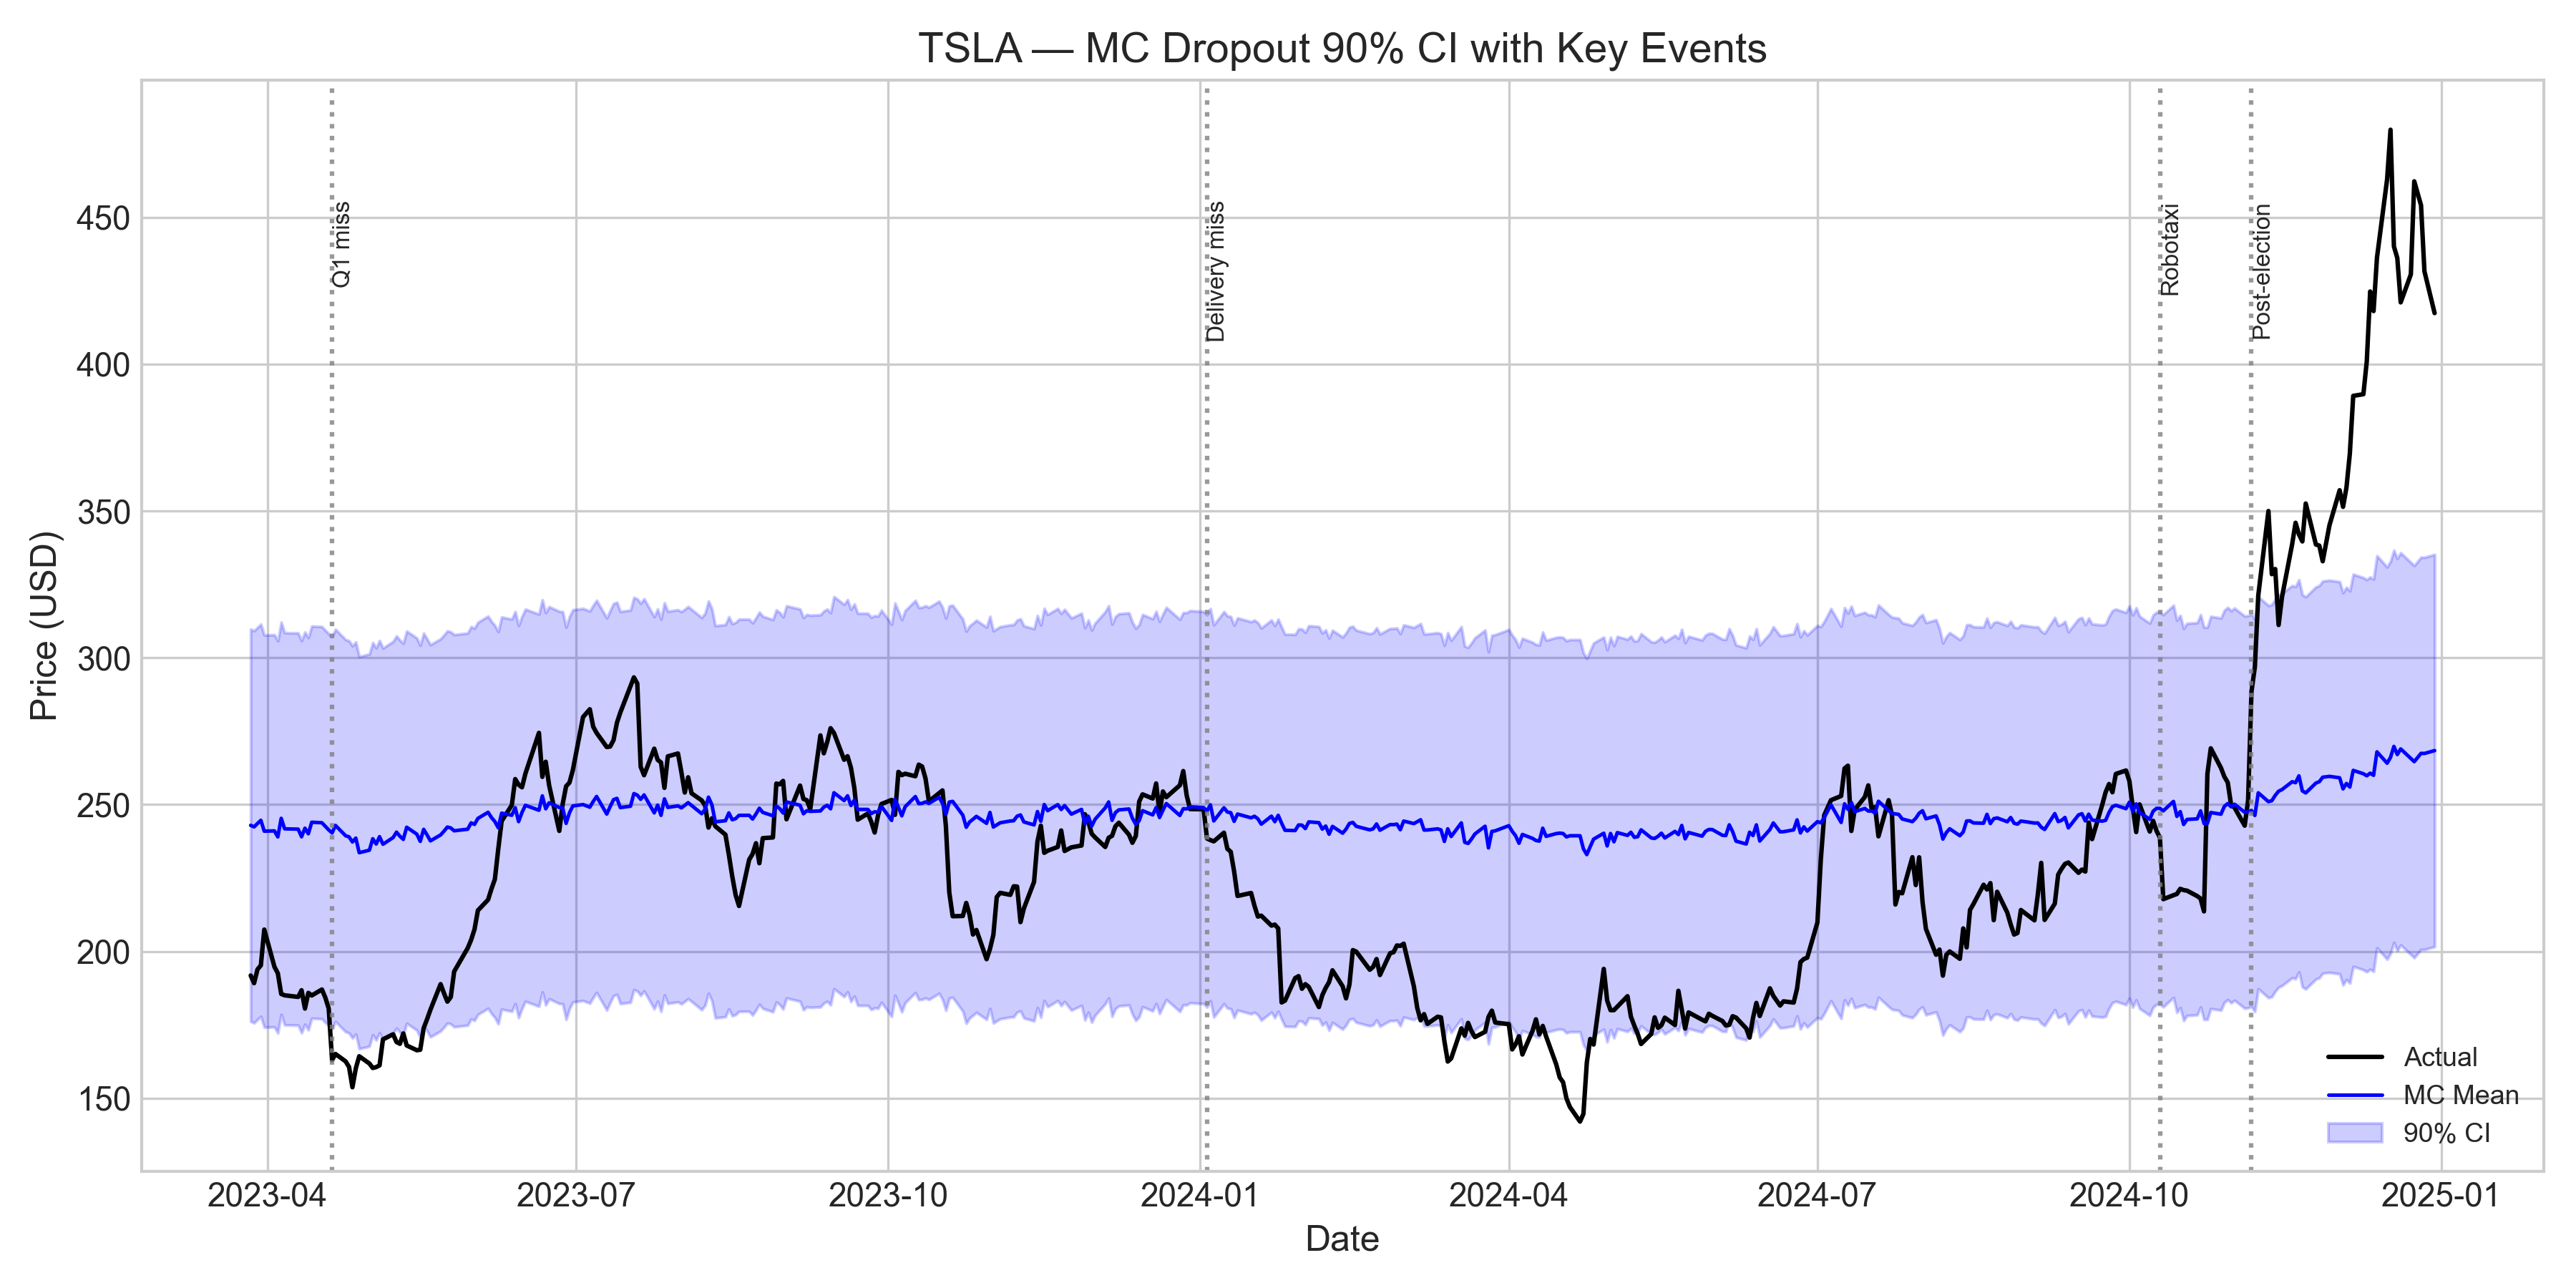 TSLA — MC Dropout 90% CI with Key Events
Price (USD)
450
400
350
300
250
200
150
Q1 miss
Delivery miss
Robotaxi
Post-election
Actual
MC Mean
90% CI
2023-04
2023-07
2023-10
2024-01
2024-04
2024-07
2024-10
2025-01
Date